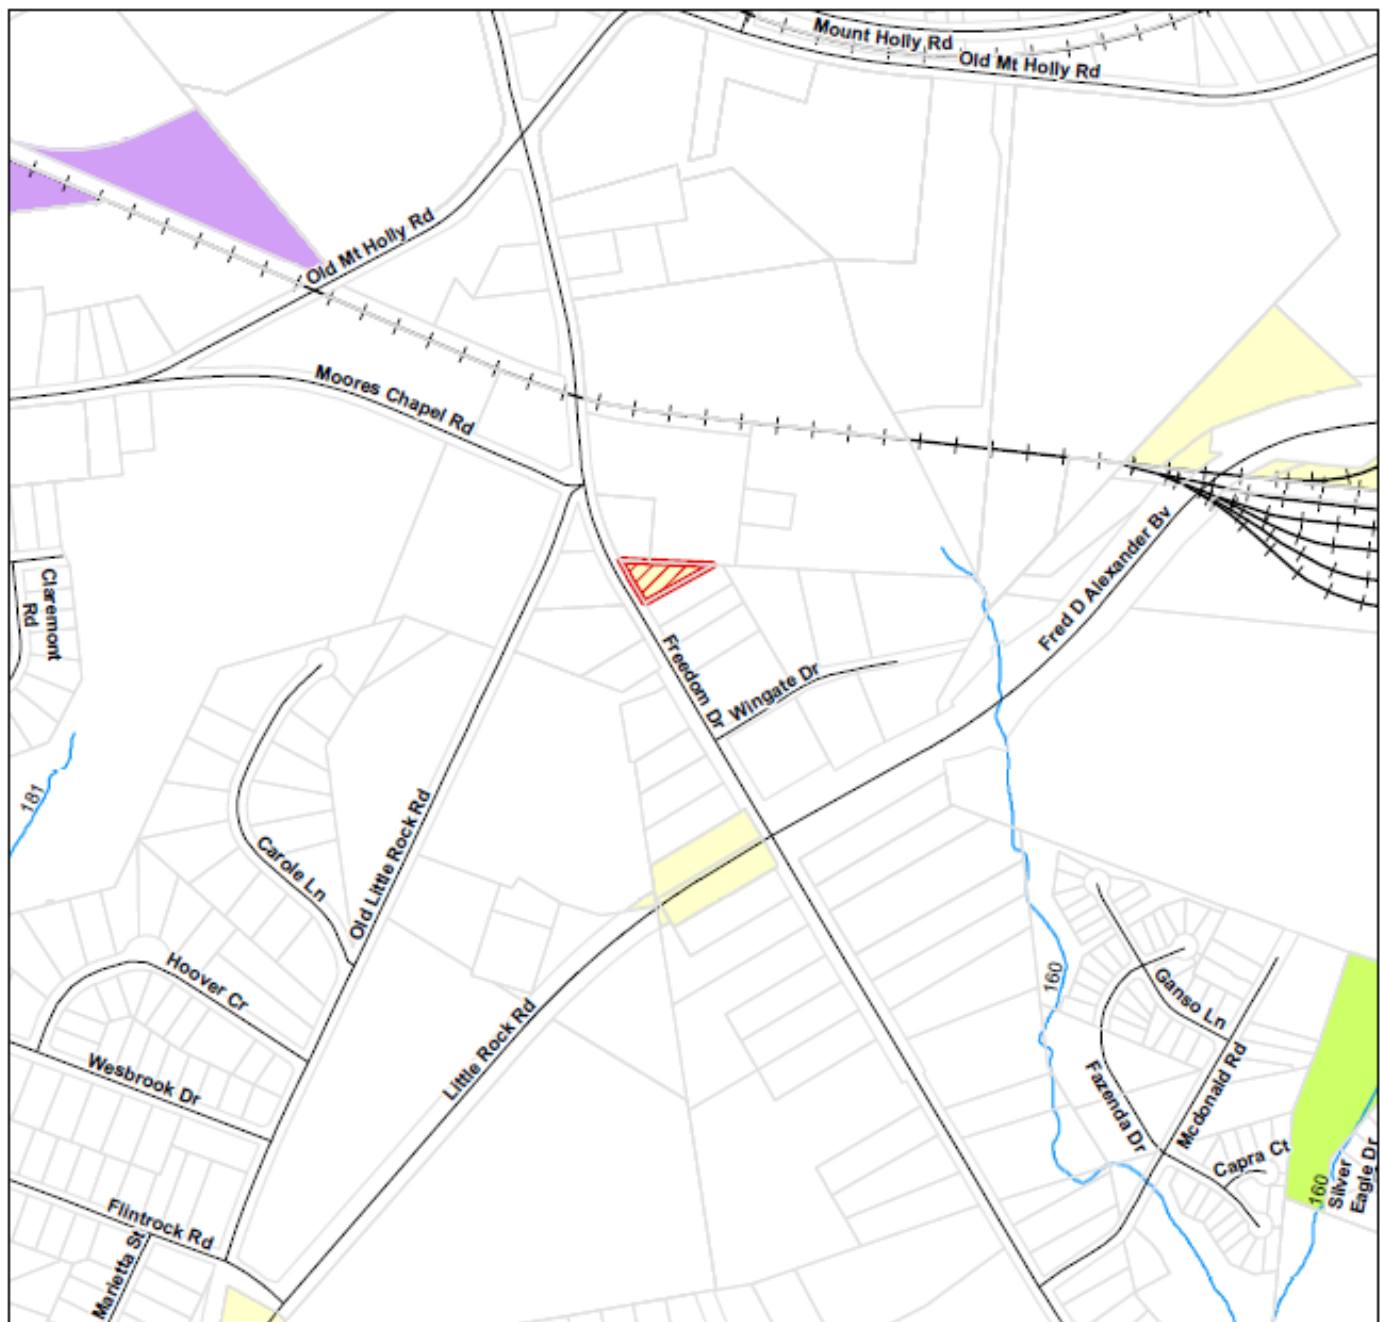 Mount Holly Rd
Old Mt Holly Rd
Old Mt Holly Rd
Moores Chapel Rd
Fred D Alexander Bv
Claremont
Rd
Freedom Dr
Wingate Dr
181
Old Little Rock Rd
Carole Ln
Hoover Cr
160
Ganso Ln
Little Rock Rd
Wesbrook Dr
Mcdonald Rd
Fazenda Dr
Capra Ct
160
Silver
Eagle Dr
Flintrock Rd
Marietta St